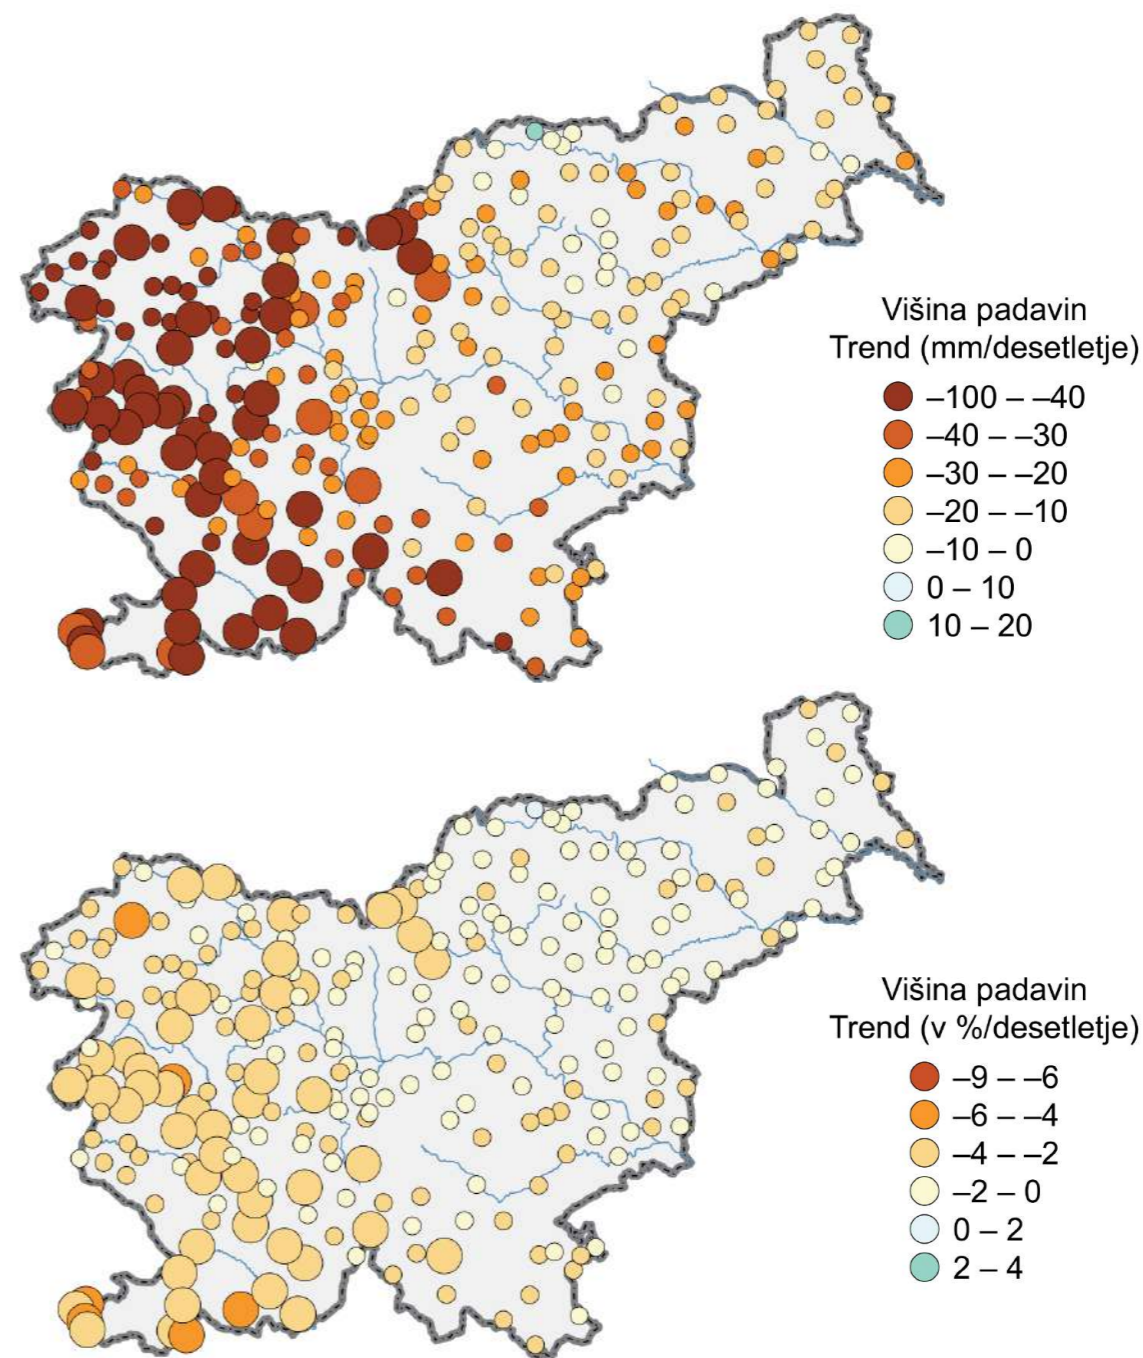 Višina padavin
Trend (mm/desetletje)
–100 – –40
–40 – –30
–30 – –20
–20 – –10
–10 – 0
0 – 10
10 – 20
Višina padavin
Trend (v %/desetletje)
–9 – –6
–6 – –4
–4 – –2
–2 – 0
0 – 2
2 – 4